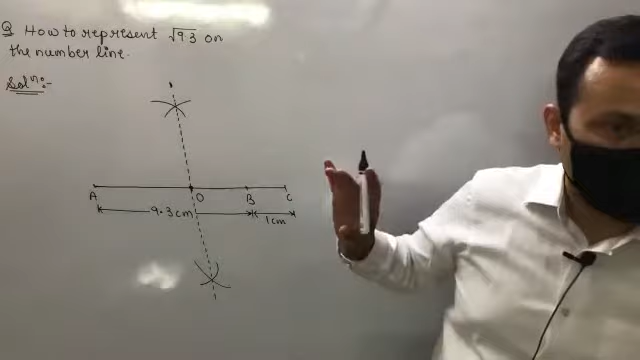 Q How to represent √9.3 on
the number line.
Solⁿ:-
A O B C
9.3cm 1cm